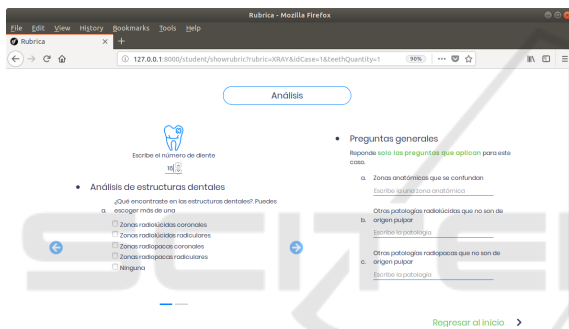 Rubrica - Mozilla Firefox
File Edit View History Bookmarks Tools Help
Rubrica
127.0.0.1:8000/student/showrubric?rubric=XRAY&idCase=1&teethQuantity=1
90%
Análisis
Escribe el número de diente
18
Análisis de estructuras dentales
¿Qué encontraste en las estructuras dentales?. Puedes
a. escoger más de una
Zonas radiolúcidas coronales
Zonas radiolúcidas radiculares
Zonas radiopacas coronales
Zonas radiopacas radiculares
Ninguna
Preguntas generales
Reponde solo las preguntas que aplican para este
caso.
a. Zonas anatómicas que se confundan
Escribe la una zona anatómica
Otras patologías radiolúcidas que no son de
b. origen pulpar
Escribe la patología
Otras patologías radiopacas que no son de
c. origen pulpar
Escribe la patología
Regresar al inicio
SCITE